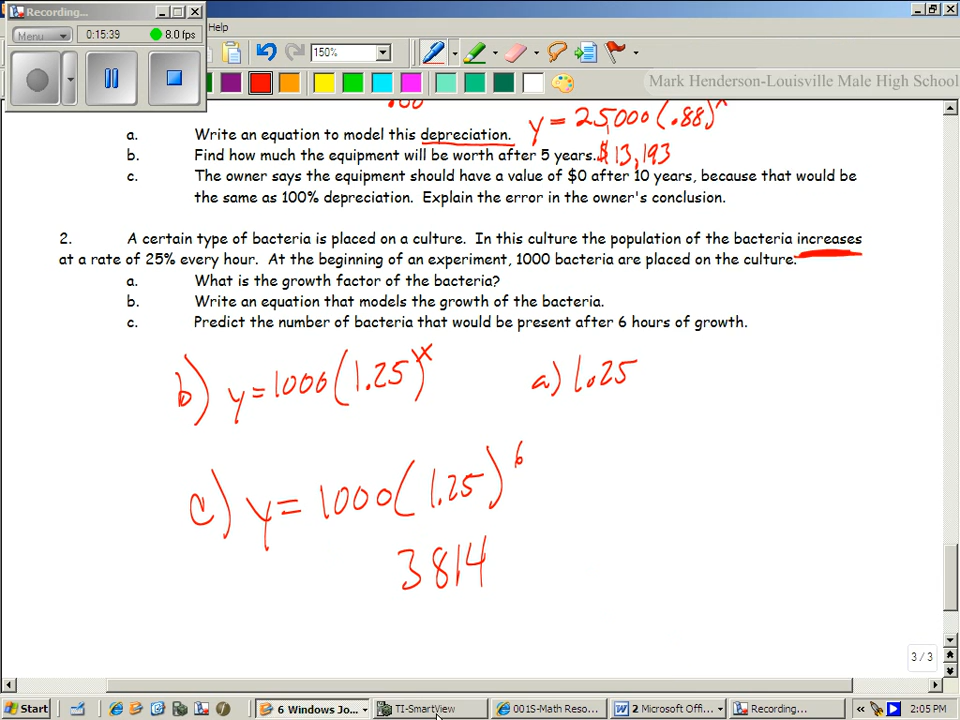 Recording...
Menu
0:15:39
8.0 fps
Help
150%
Mark Henderson-Louisville Male High School
y = 25,000(.88)
a. Write an equation to model this depreciation.
b. Find how much the equipment will be worth after 5 years. $13,193
c. The owner says the equipment should have a value of $0 after 10 years, because that would be
the same as 100% depreciation. Explain the error in the owner's conclusion.
2. A certain type of bacteria is placed on a culture. In this culture the population of the bacteria increases
at a rate of 25% every hour. At the beginning of an experiment, 1000 bacteria are placed on the culture.
a. What is the growth factor of the bacteria?
b. Write an equation that models the growth of the bacteria.
c. Predict the number of bacteria that would be present after 6 hours of growth.
b) y=1000(1.25)^x a) 1.25
c) y= 1000(1.25)^6
3814
3 / 3
Start
6 Windows Jo...
TI-SmartView
001S-Math Reso...
2 Microsoft Offi...
Recording...
2:05 PM